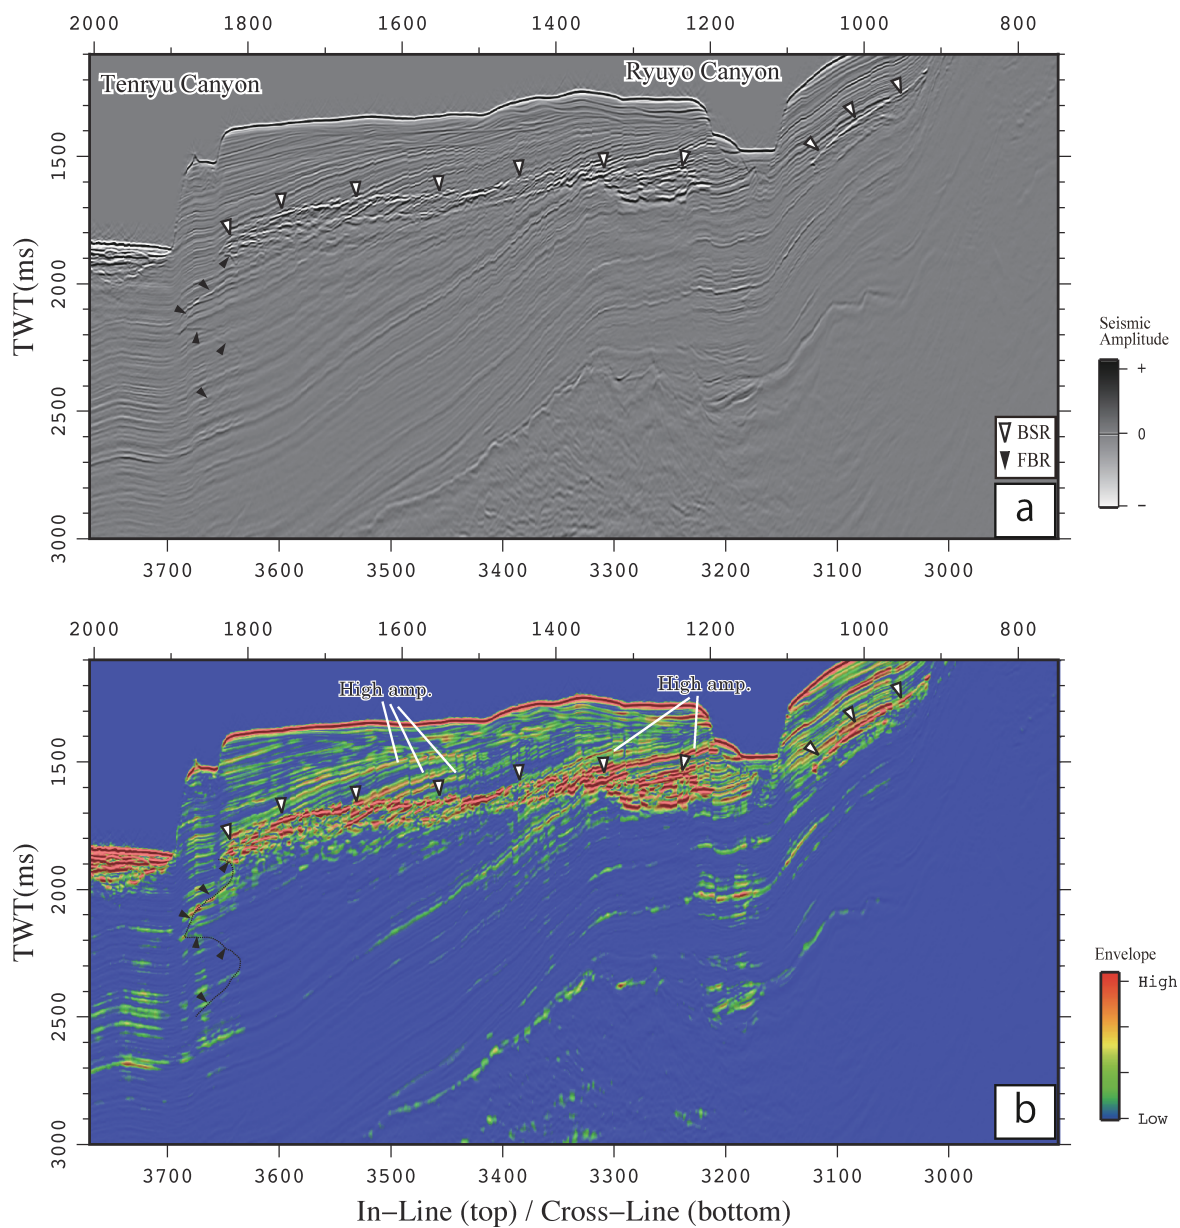 2000 1800 1600 1400 1200 1000 800
Tenryu Canyon
Ryuyo Canyon
TWT(ms)
1500
2000
2500
3000
BSR
FBR
a
Seismic
Amplitude
+
0
−
3700 3600 3500 3400 3300 3200 3100 3000
2000 1800 1600 1400 1200 1000 800
High amp.
High amp.
TWT(ms)
1500
2000
2500
3000
b
Envelope
High
Low
3700 3600 3500 3400 3300 3200 3100 3000
In−Line (top) / Cross−Line (bottom)